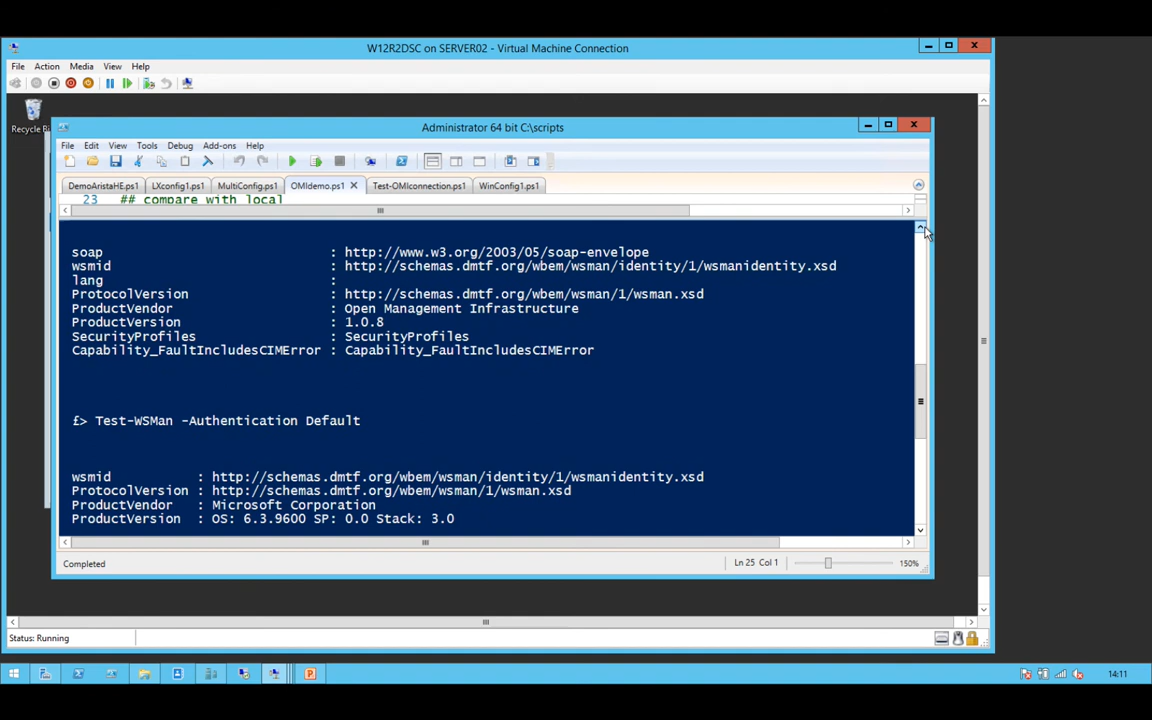 W12R2DSC on SERVER02 - Virtual Machine Connection
File Action Media View Help
Recycle Bi
Administrator 64 bit C:\scripts
File Edit View Tools Debug Add-ons Help
DemoAristaHE.ps1 LXconfig1.ps1 MultiConfig.ps1 OMIdemo.ps1 Test-OMIconnection.ps1 WinConfig1.ps1
23 ## compare with local
soap : http://www.w3.org/2003/05/soap-envelope
wsmid : http://schemas.dmtf.org/wbem/wsman/identity/1/wsmanidentity.xsd
lang :
ProtocolVersion : http://schemas.dmtf.org/wbem/wsman/1/wsman.xsd
ProductVendor : Open Management Infrastructure
ProductVersion : 1.0.8
SecurityProfiles : SecurityProfiles
Capability_FaultIncludesCIMError : Capability_FaultIncludesCIMError
£> Test-WSMan -Authentication Default
wsmid : http://schemas.dmtf.org/wbem/wsman/identity/1/wsmanidentity.xsd
ProtocolVersion : http://schemas.dmtf.org/wbem/wsman/1/wsman.xsd
ProductVendor : Microsoft Corporation
ProductVersion : OS: 6.3.9600 SP: 0.0 Stack: 3.0
Completed Ln 25 Col 1 150%
Status: Running
14:11